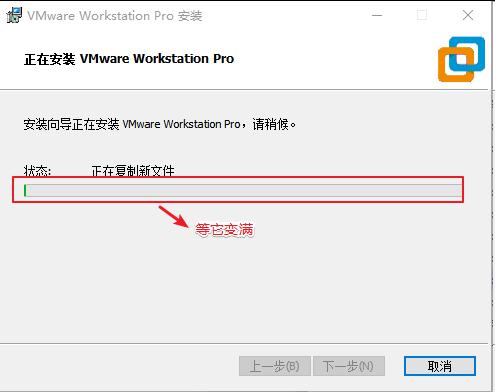 VMware Workstation Pro 安装
正在安装 VMware Workstation Pro
安装向导正在安装 VMware Workstation Pro，请稍候。
状态: 正在复制新文件
等它变满
上一步(B) 下一步(N) 取消